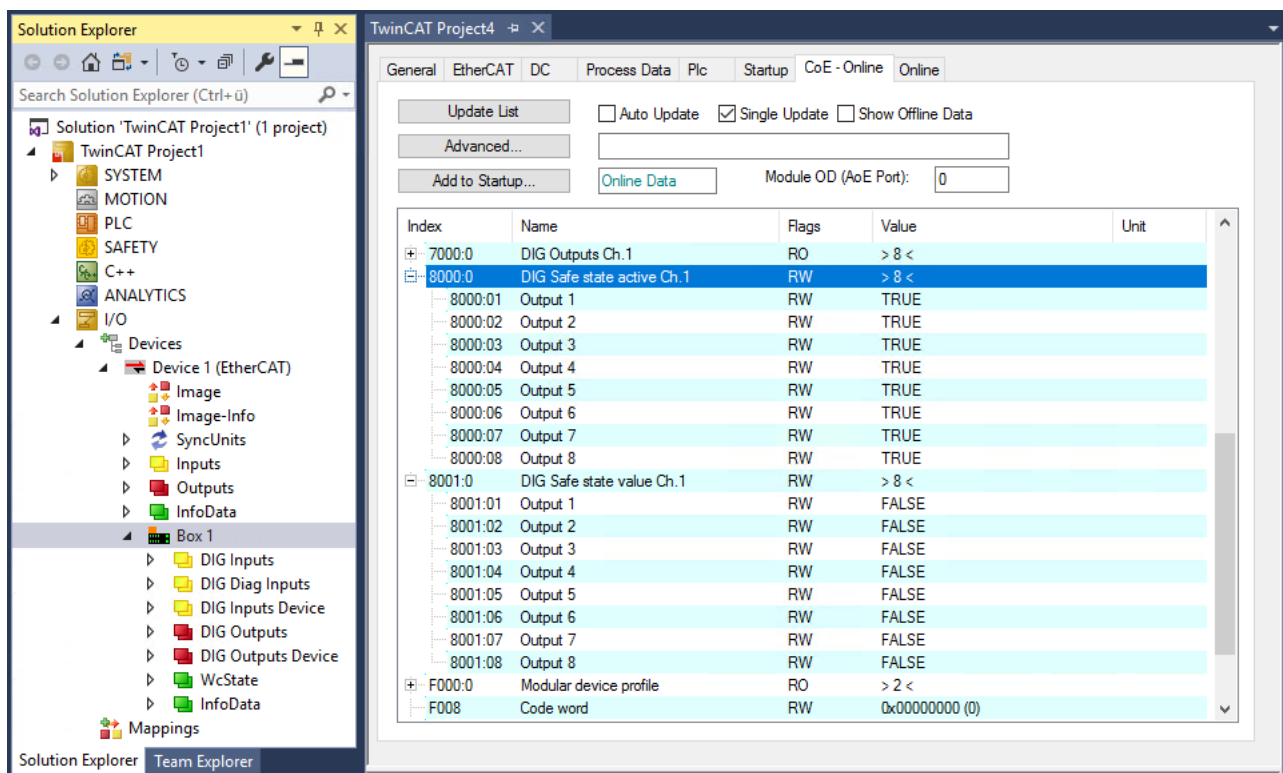 Solution Explorer
Search Solution Explorer (Ctrl+ü)
Solution 'TwinCAT Project1' (1 project)
TwinCAT Project1
SYSTEM
MOTION
PLC
SAFETY
C++
ANALYTICS
I/O
Devices
Device 1 (EtherCAT)
Image
Image-Info
SyncUnits
Inputs
Outputs
InfoData
Box 1
DIG Inputs
DIG Diag Inputs
DIG Inputs Device
DIG Outputs
DIG Outputs Device
WcState
InfoData
Mappings
Solution Explorer Team Explorer
TwinCAT Project4
General EtherCAT DC Process Data Plc Startup CoE - Online Online
Update List Auto Update Single Update Show Offline Data
Advanced...
Add to Startup... Online Data Module OD (AoE Port): 0
Index Name Flags Value Unit
7000:0 DIG Outputs Ch.1 RO > 8 <
8000:0 DIG Safe state active Ch.1 RW > 8 <
8000:01 Output 1 RW TRUE
8000:02 Output 2 RW TRUE
8000:03 Output 3 RW TRUE
8000:04 Output 4 RW TRUE
8000:05 Output 5 RW TRUE
8000:06 Output 6 RW TRUE
8000:07 Output 7 RW TRUE
8000:08 Output 8 RW TRUE
8001:0 DIG Safe state value Ch.1 RW > 8 <
8001:01 Output 1 RW FALSE
8001:02 Output 2 RW FALSE
8001:03 Output 3 RW FALSE
8001:04 Output 4 RW FALSE
8001:05 Output 5 RW FALSE
8001:06 Output 6 RW FALSE
8001:07 Output 7 RW FALSE
8001:08 Output 8 RW FALSE
F000:0 Modular device profile RO > 2 <
F008 Code word RW 0x00000000 (0)